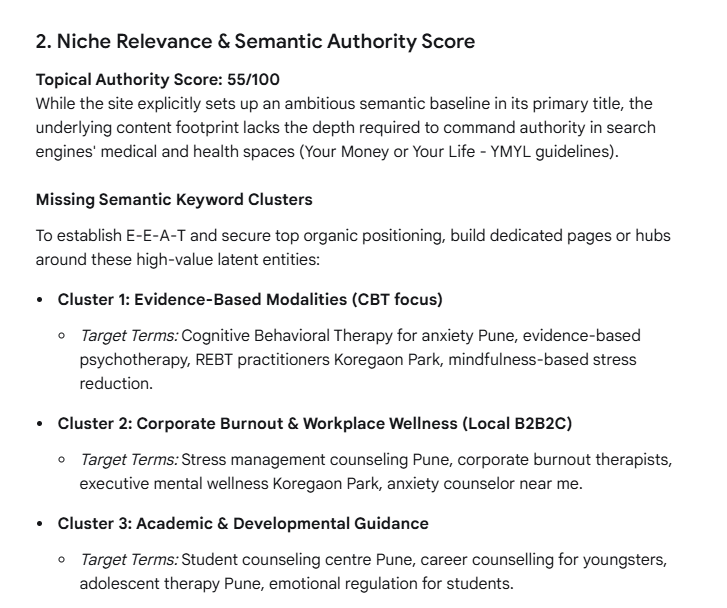 2. Niche Relevance & Semantic Authority Score
Topical Authority Score: 55/100
While the site explicitly sets up an ambitious semantic baseline in its primary title, the
underlying content footprint lacks the depth required to command authority in search
engines' medical and health spaces (Your Money or Your Life - YMYL guidelines).
Missing Semantic Keyword Clusters
To establish E-E-A-T and secure top organic positioning, build dedicated pages or hubs
around these high-value latent entities:
• Cluster 1: Evidence-Based Modalities (CBT focus)
○ Target Terms: Cognitive Behavioral Therapy for anxiety Pune, evidence-based
psychotherapy, REBT practitioners Koregaon Park, mindfulness-based stress
reduction.
• Cluster 2: Corporate Burnout & Workplace Wellness (Local B2B2C)
○ Target Terms: Stress management counseling Pune, corporate burnout therapists,
executive mental wellness Koregaon Park, anxiety counselor near me.
• Cluster 3: Academic & Developmental Guidance
○ Target Terms: Student counseling centre Pune, career counselling for youngsters,
adolescent therapy Pune, emotional regulation for students.